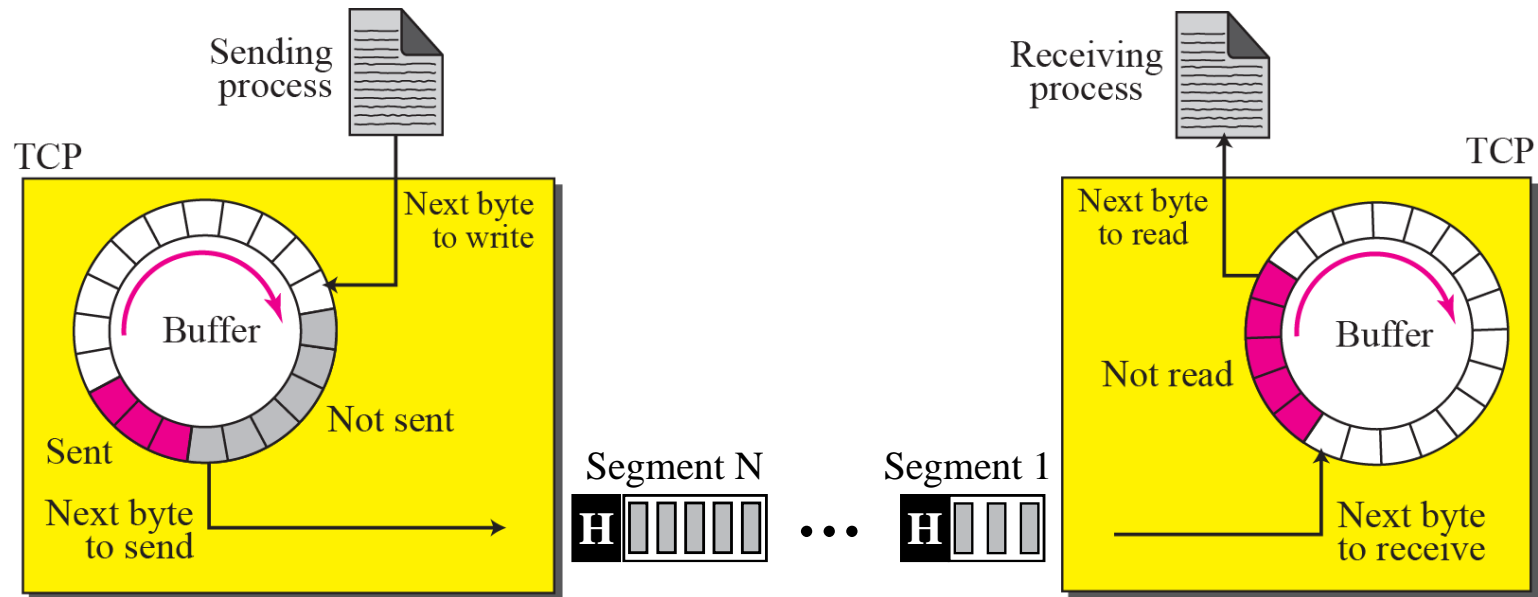 Sending
process
Receiving
process
TCP
TCP
Next byte
to write
Next byte
to read
Buffer
Buffer
Not read
Not sent
Sent
Segment N
Segment 1
Next byte
to send
H
...
H
Next byte
to receive